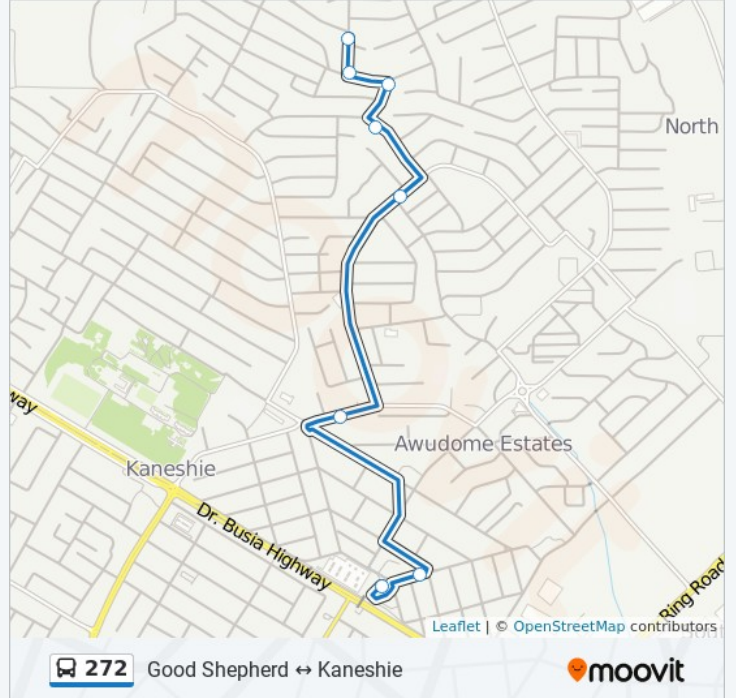 North
Awudome Estates
Kaneshie
way
Dr. Busia Highway
Ring Road
Leaflet | © OpenStreetMap contributors
272 Good Shepherd ↔ Kaneshie
moovit